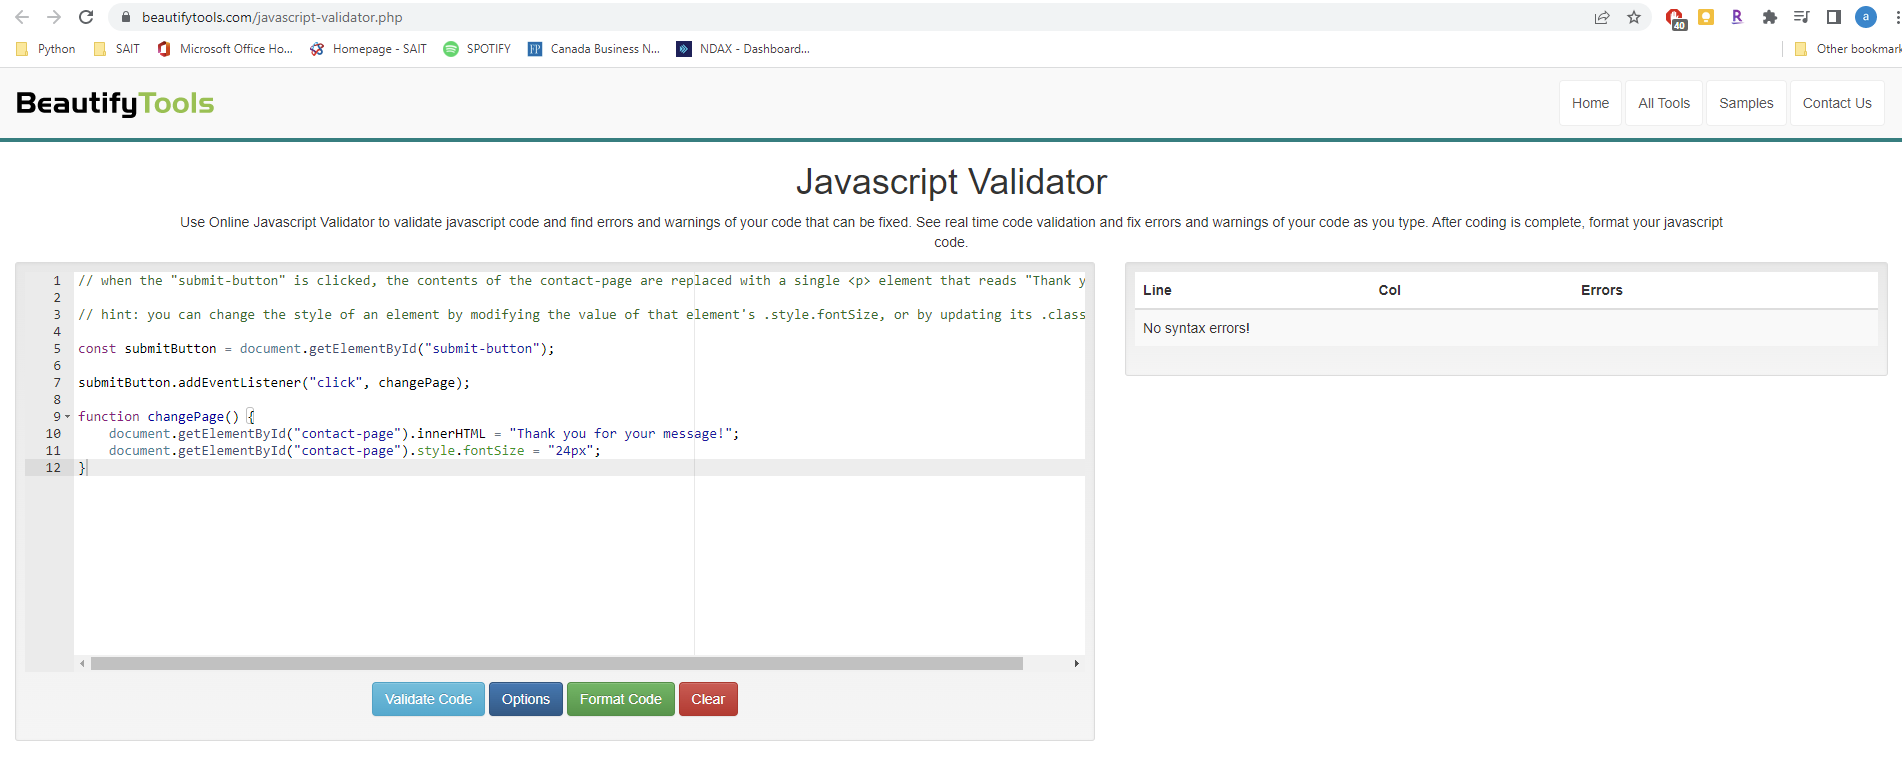 beautifytools.com/javascript-validator.php
40
R
a
Python SAIT Microsoft Office Ho... Homepage - SAIT SPOTIFY FP Canada Business N... NDAX - Dashboard... Other bookmark
BeautifyTools
Home All Tools Samples Contact Us
Javascript Validator
Use Online Javascript Validator to validate javascript code and find errors and warnings of your code that can be fixed. See real time code validation and fix errors and warnings of your code as you type. After coding is complete, format your javascript
code.
1 // when the "submit-button" is clicked, the contents of the contact-page are replaced with a single <p> element that reads "Thank y
2
3 // hint: you can change the style of an element by modifying the value of that element's .style.fontSize, or by updating its .class
4
5 const submitButton = document.getElementById("submit-button");
6
7 submitButton.addEventListener("click", changePage);
8
9 function changePage() {
10 document.getElementById("contact-page").innerHTML = "Thank you for your message!";
11 document.getElementById("contact-page").style.fontSize = "24px";
12 }
Line Col Errors
No syntax errors!
Validate Code Options Format Code Clear